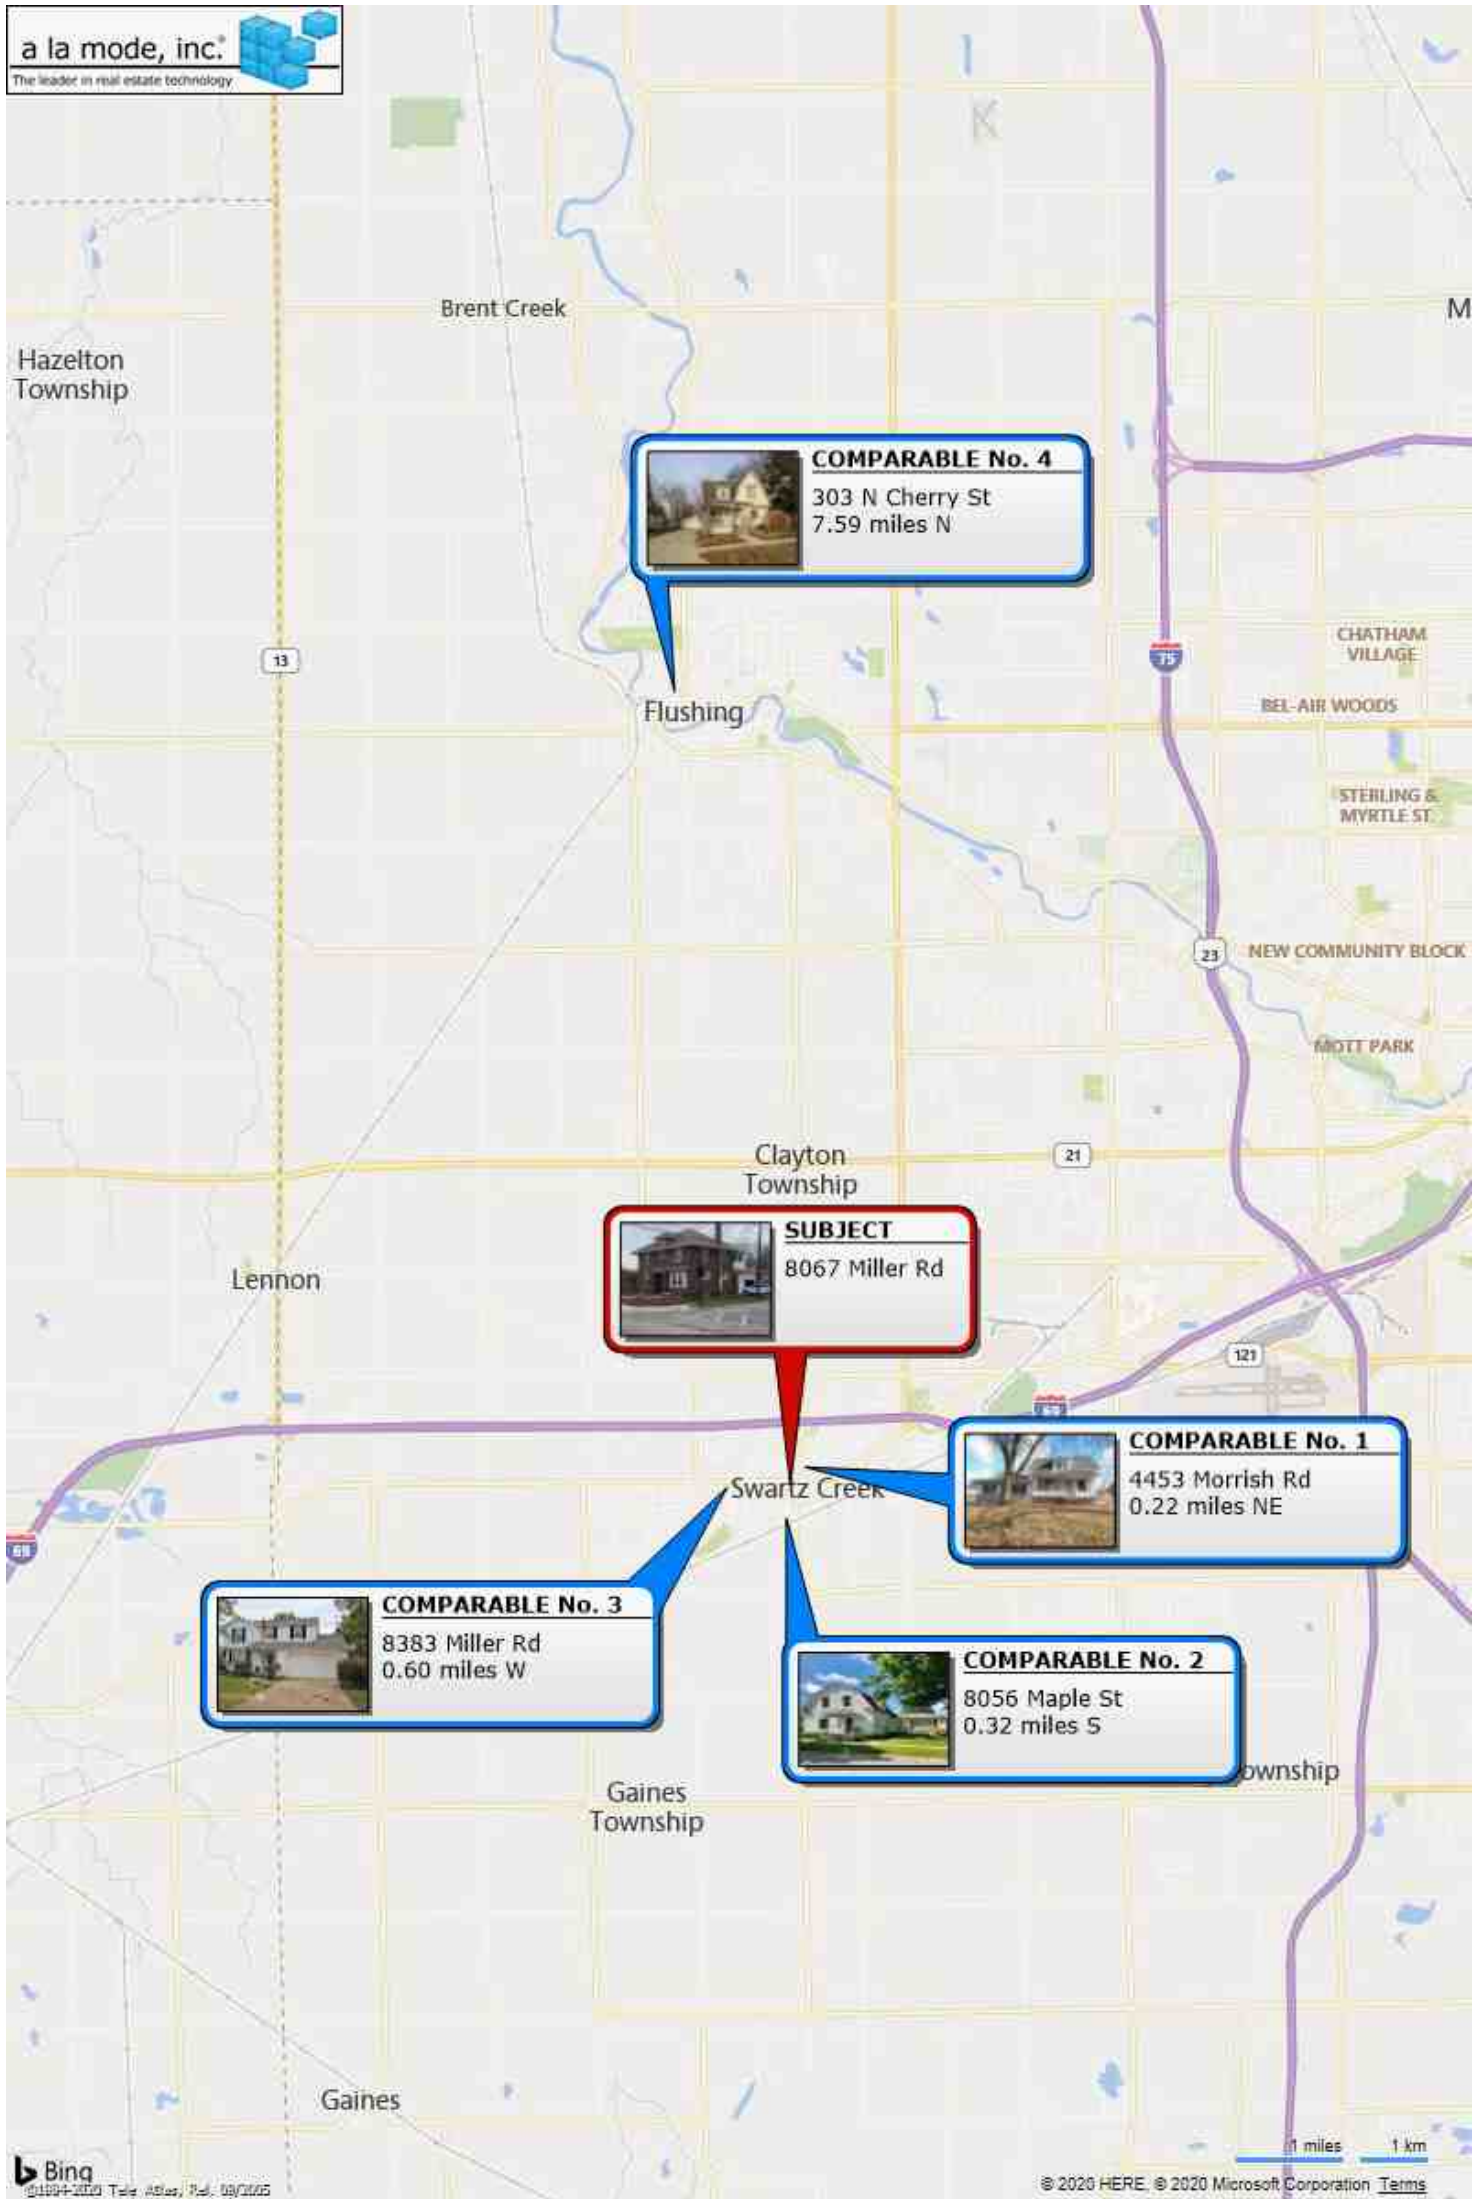 a la mode, inc.
The leader in real estate technology
K
Brent Creek
M
Hazelton
Township
COMPARABLE No. 4
303 N Cherry St
7.59 miles N
CHATHAM
VILLAGE
13
75
Flushing
BEL-AIR WOODS
STERLING &
MYRTLE ST
23
NEW COMMUNITY BLOCK
MOTT PARK
Clayton
Township
21
SUBJECT
8067 Miller Rd
Lennon
121
COMPARABLE No. 1
4453 Morrish Rd
0.22 miles NE
Swartz Creek
69
COMPARABLE No. 3
8383 Miller Rd
0.60 miles W
COMPARABLE No. 2
8056 Maple St
0.32 miles S
ownship
Gaines
Township
Gaines
1 miles 1 km
Bing
© 2020 HERE, © 2020 Microsoft Corporation Terms